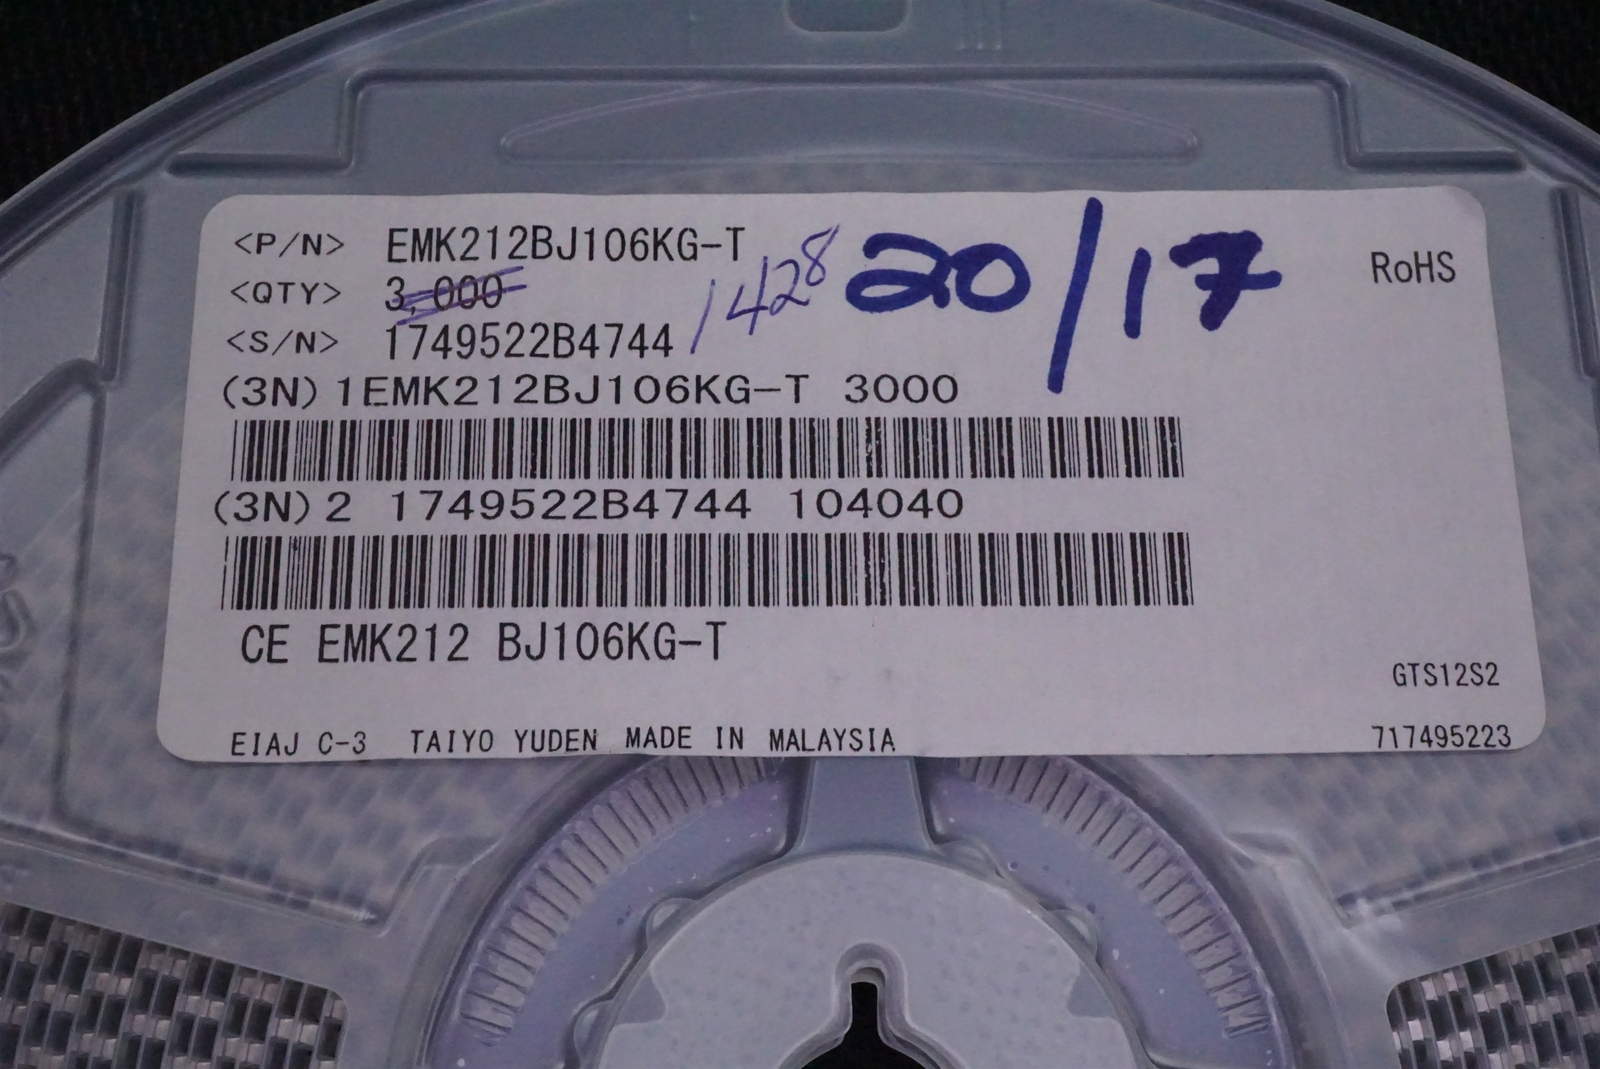 <P/N> EMK212BJ106KG-T
<QTY> 3,000
<S/N> 1749522B4744
1428
20/17
RoHS
(3N)1EMK212BJ106KG-T 3000
(3N)2 1749522B4744 104040
CE EMK212 BJ106KG-T
GTS12S2
EIAJ C-3 TAIYO YUDEN MADE IN MALAYSIA
717495223